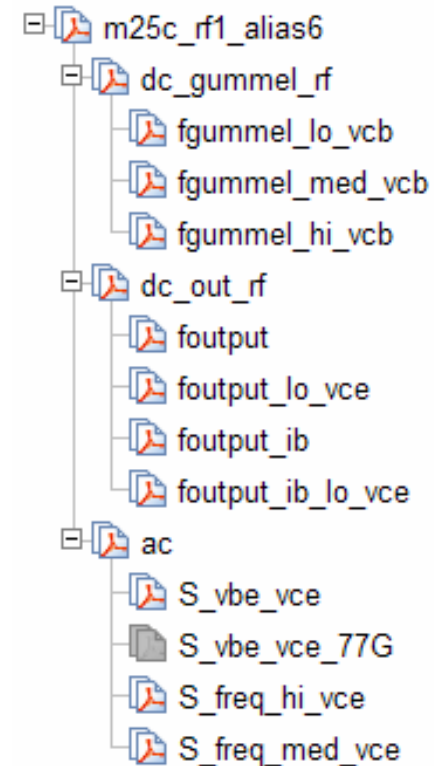 m25c_rf1_alias6
dc_gummel_rf
fgummel_lo_vcb
fgummel_med_vcb
fgummel_hi_vcb
dc_out_rf
foutput
foutput_lo_vce
foutput_ib
foutput_ib_lo_vce
ac
S_vbe_vce
S_vbe_vce_77G
S_freq_hi_vce
S_freq_med_vce